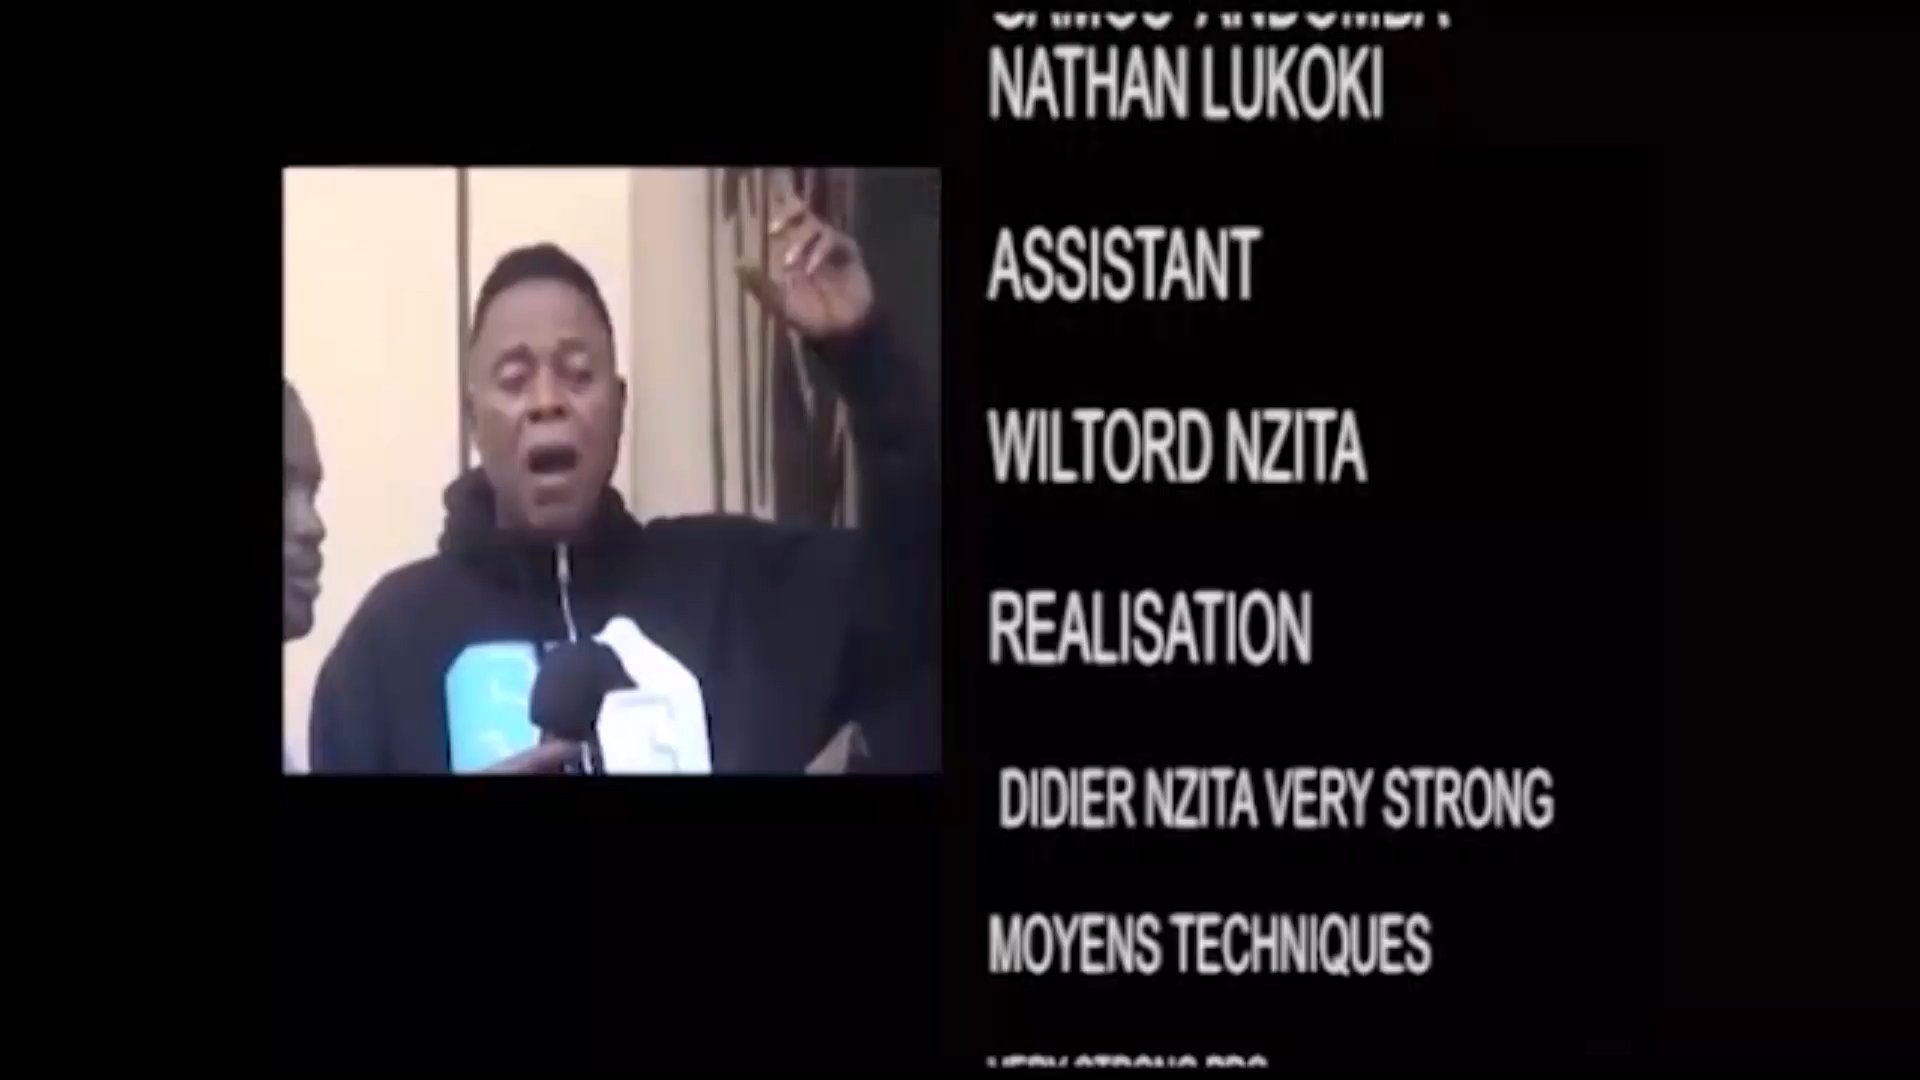 NATHAN LUKOKI
ASSISTANT
WILTORD NZITA
REALISATION
DIDIER NZITA VERY STRONG
MOYENS TECHNIQUES